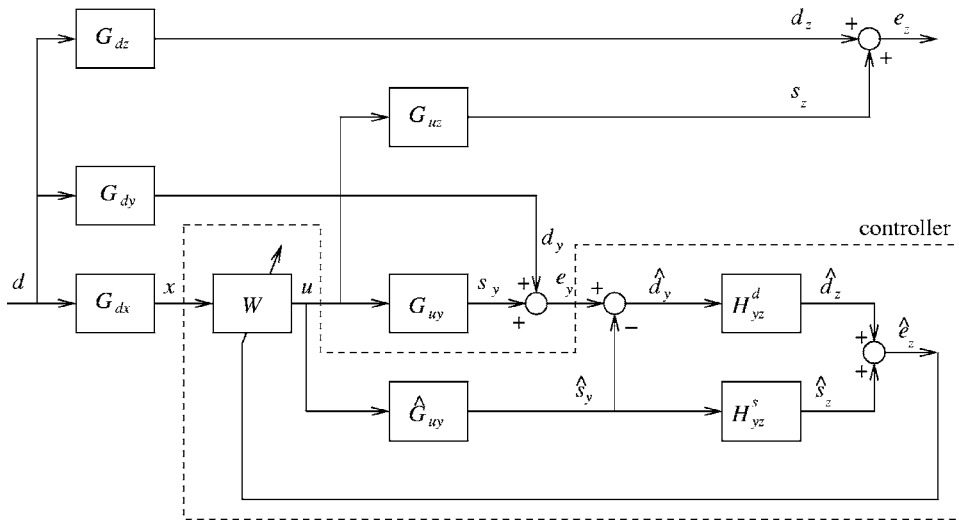 d_z
e_z
+
G_dz
+
s_z
G_uz
G_dy
controller
d_y
d
x
u
s_y
+
e_y
+
d̂_y
d̂_z
G_dx
W
G_uy
+
−
H^d_yz
+
ê_z
+
ŝ_y
ŝ_z
Ĝ_uy
H^s_yz